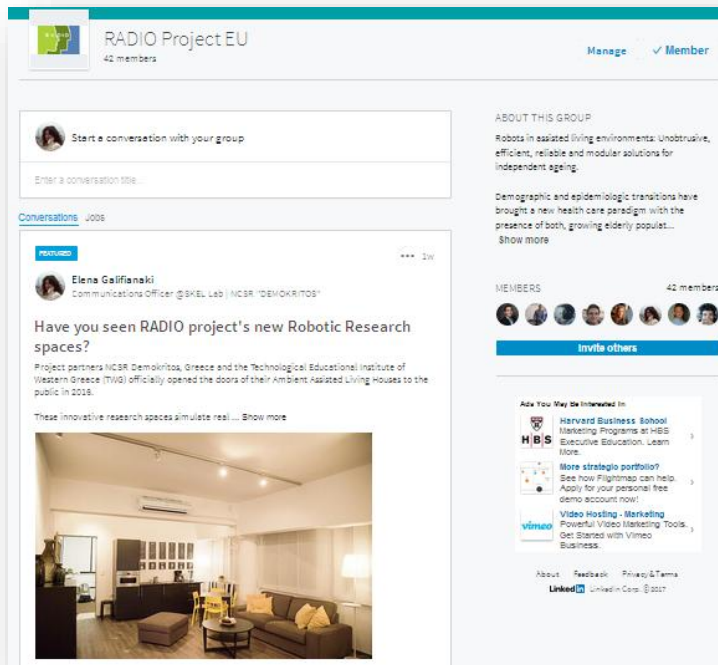 RADIO Project EU
42 members
Manage
✓ Member
Start a conversation with your group
Enter a conversation title...
Conversations Jobs
FEATURED
••• 1w
Elena Galifianaki
Communications Officer @SKEL Lab | NCSR "DEMOKRITOS"
Have you seen RADIO project's new Robotic Research
spaces?
Project partners NCSR Demokritos, Greece and the Technological Educational Institute of
Western Greece (TWG) officially opened the doors of their Ambient Assisted Living Houses to the
public in 2016.
These innovative research spaces simulate real ... Show more
ABOUT THIS GROUP
Robots in assisted living environments: Unobtrusive,
efficient, reliable and modular solutions for
independent ageing.
Demographic and epidemiologic transitions have
brought a new health care paradigm with the
presence of both, growing elderly populat...
Show more
MEMBERS
42 members
Invite others
Ads You May Be Interested In
HBS
Harvard Business School
Marketing Programs at HBS
Executive Education. Learn
More.
More strategic portfolio?
See how Flightmap can help.
Apply for your personal free
demo account now!
vimeo
Video Hosting - Marketing
Powerful Video Marketing Tools.
Get Started with Vimeo
Business.
About Feedback Privacy & Terms
LinkedIn LinkedIn Corp. © 2017